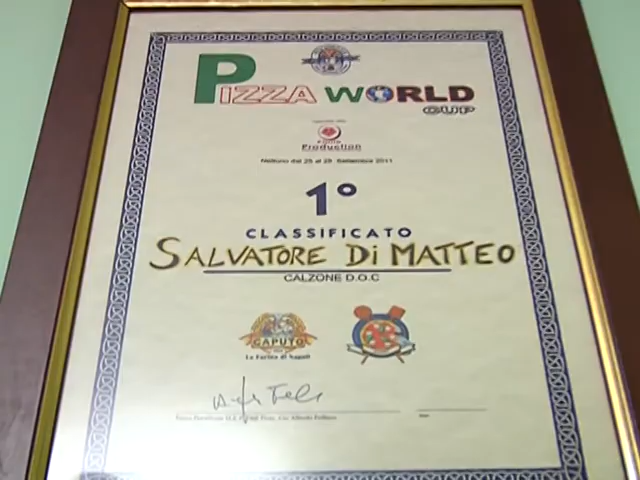 PIZZA WORLD
CUP
Production
Nettuno dal 25 al 28 Settembre 2011
1°
CLASSIFICATO
SALVATORE Di MATTEO
CALZONE D.O.C
CAPUTO
La Farina di Napoli